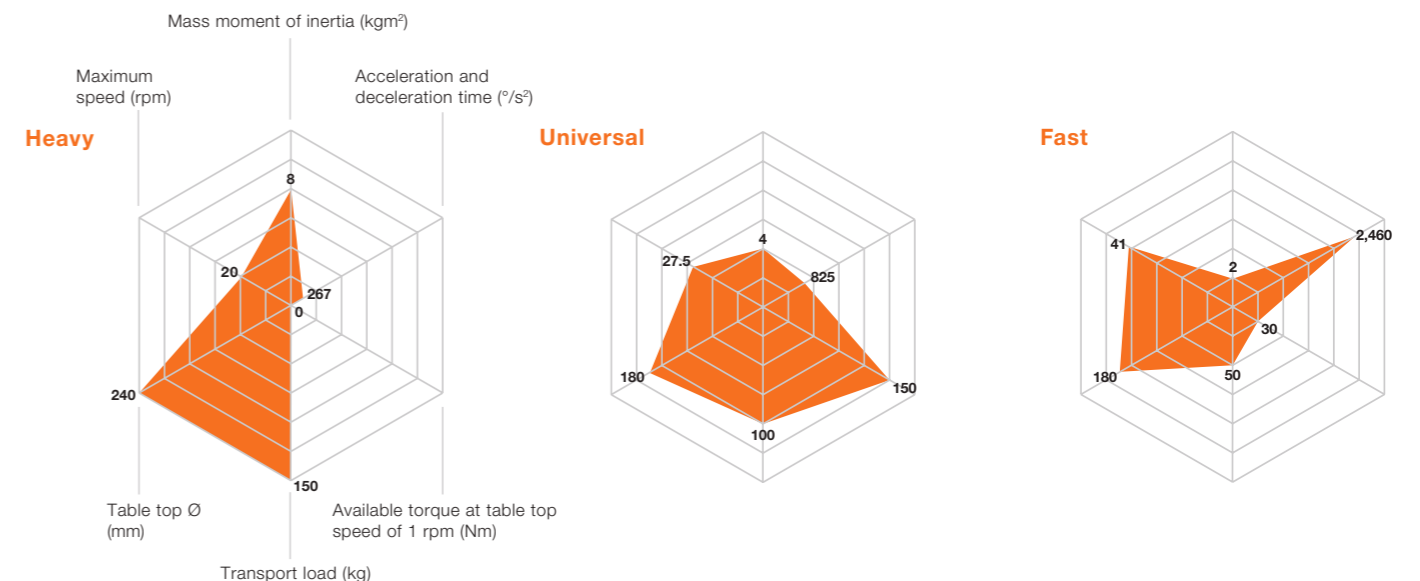 Mass moment of inertia (kgm²)
Maximum
speed (rpm)
Acceleration and
deceleration time (°/s²)
Heavy
8
20
267
0
240
150
Table top Ø
(mm)
Available torque at table top
speed of 1 rpm (Nm)
Transport load (kg)
Universal
4
27.5
825
180
150
100
Fast
41
2,460
2
30
180
50